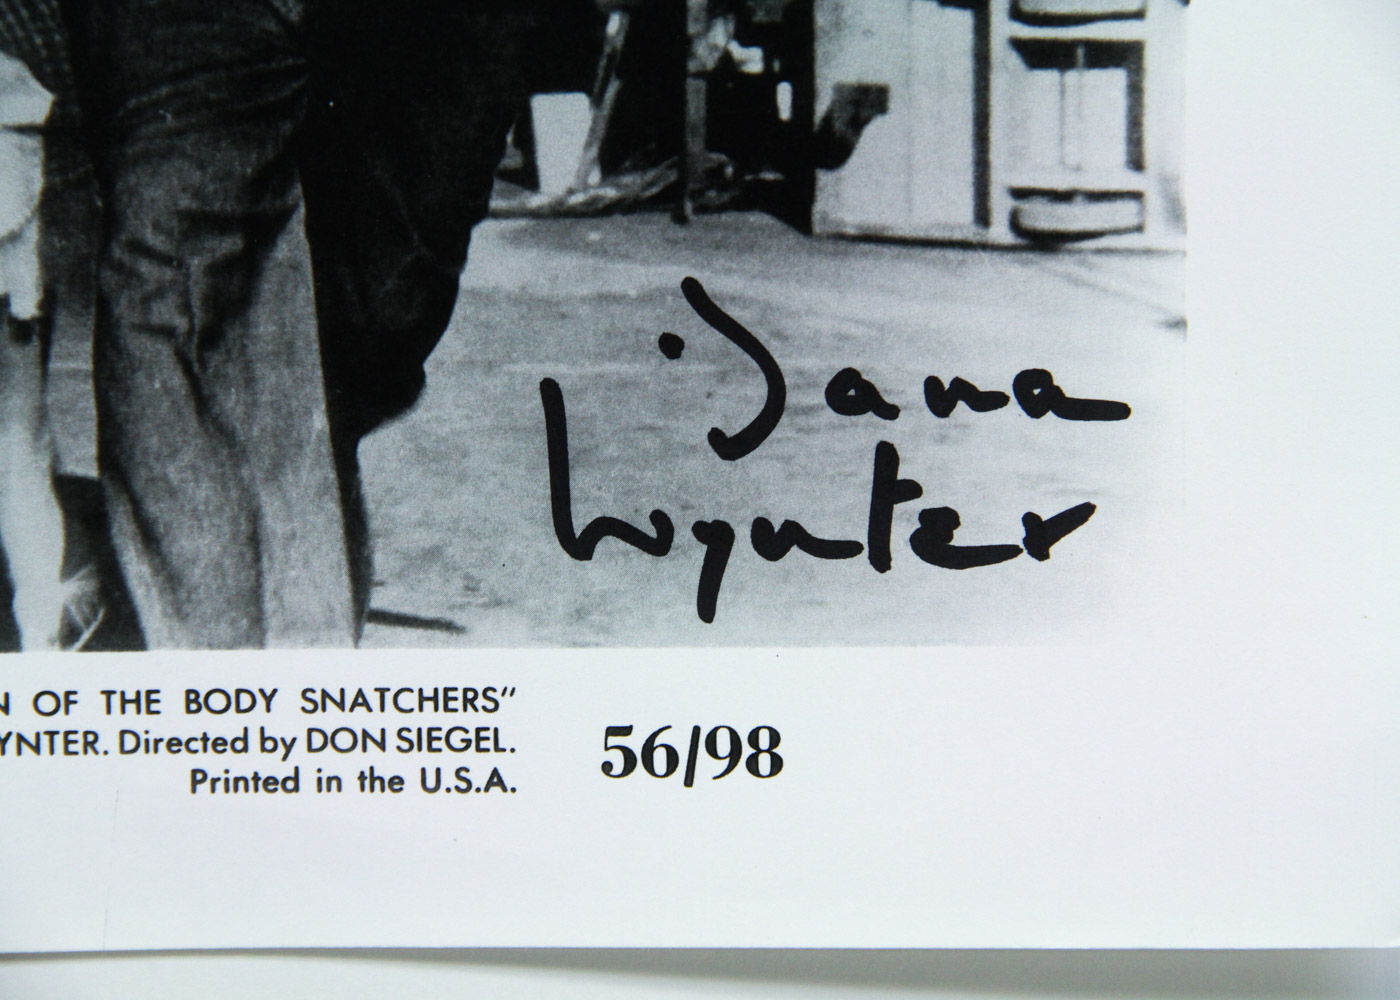 Dana
Wynter
N OF THE BODY SNATCHERS"
YNTER. Directed by DON SIEGEL.
Printed in the U.S.A.
56/98